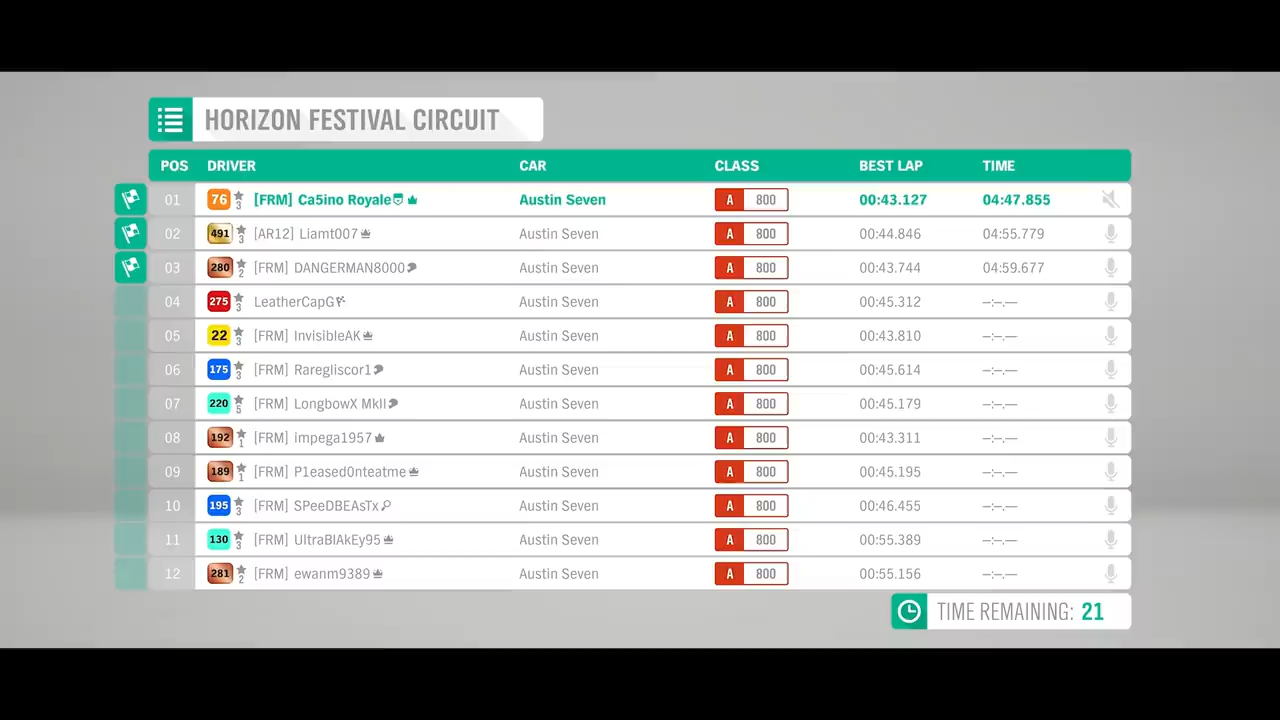 HORIZON FESTIVAL CIRCUIT
POS DRIVER CAR CLASS BEST LAP TIME
01 76 3 [FRM] Ca5ino Royale Austin Seven A 800 00:43.127 04:47.855
02 491 3 [AR12] Liamt007 Austin Seven A 800 00:44.846 04:55.779
03 280 2 [FRM] DANGERMAN8000 Austin Seven A 800 00:43.744 04:59.677
04 275 3 LeatherCapG Austin Seven A 800 00:45.312 --:--.---
05 22 3 [FRM] InvisibleAK Austin Seven A 800 00:43.810 --:--.---
06 175 3 [FRM] Raregliscor1 Austin Seven A 800 00:45.614 --:--.---
07 220 5 [FRM] LongbowX MkII Austin Seven A 800 00:45.179 --:--.---
08 192 1 [FRM] impega1957 Austin Seven A 800 00:43.311 --:--.---
09 189 1 [FRM] P1eased0nteatme Austin Seven A 800 00:45.195 --:--.---
10 195 3 [FRM] SPeeDBEAsTx Austin Seven A 800 00:46.455 --:--.---
11 130 3 [FRM] UltraBlAkEy95 Austin Seven A 800 00:55.389 --:--.---
12 281 2 [FRM] ewanm9389 Austin Seven A 800 00:55.156 --:--.---
TIME REMAINING: 21